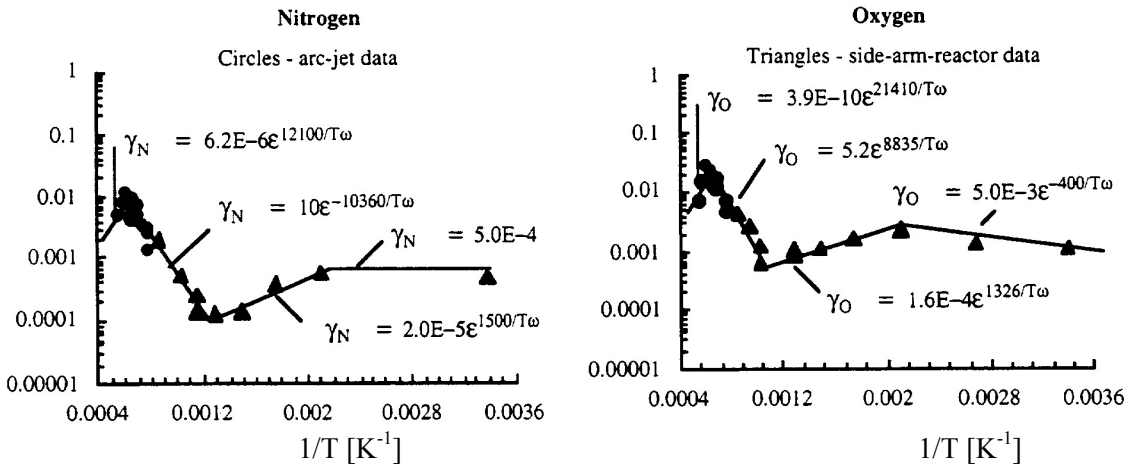 Nitrogen
Circles - arc-jet data
1
0.1
0.01
0.001
0.0001
0.00001
γN = 6.2E–6ε12100/Tω
γN = 10ε–10360/Tω
γN = 5.0E–4
γN = 2.0E–5ε1500/Tω
0.0004 0.0012 0.002 0.0028 0.0036
1/T [K-1]
Oxygen
Triangles - side-arm-reactor data
1
0.1
0.01
0.001
0.0001
0.00001
γO = 3.9E–10ε21410/Tω
γO = 5.2ε8835/Tω
γO = 5.0E–3ε–400/Tω
γO = 1.6E–4ε1326/Tω
0.0004 0.0012 0.002 0.0028 0.0036
1/T [K-1]